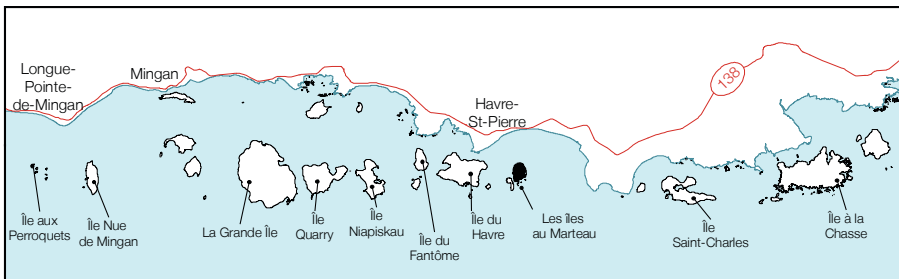 Longue-
Pointe-
de-Mingan
Mingan
Havre-
St-Pierre
138
Île aux
Perroquets
Île Nue
de Mingan
La Grande Île
Île
Quarry
Île
Niapiskau
Île du
Fantôme
Île du
Havre
Les îles
au Marteau
Île
Saint-Charles
Île à la
Chasse